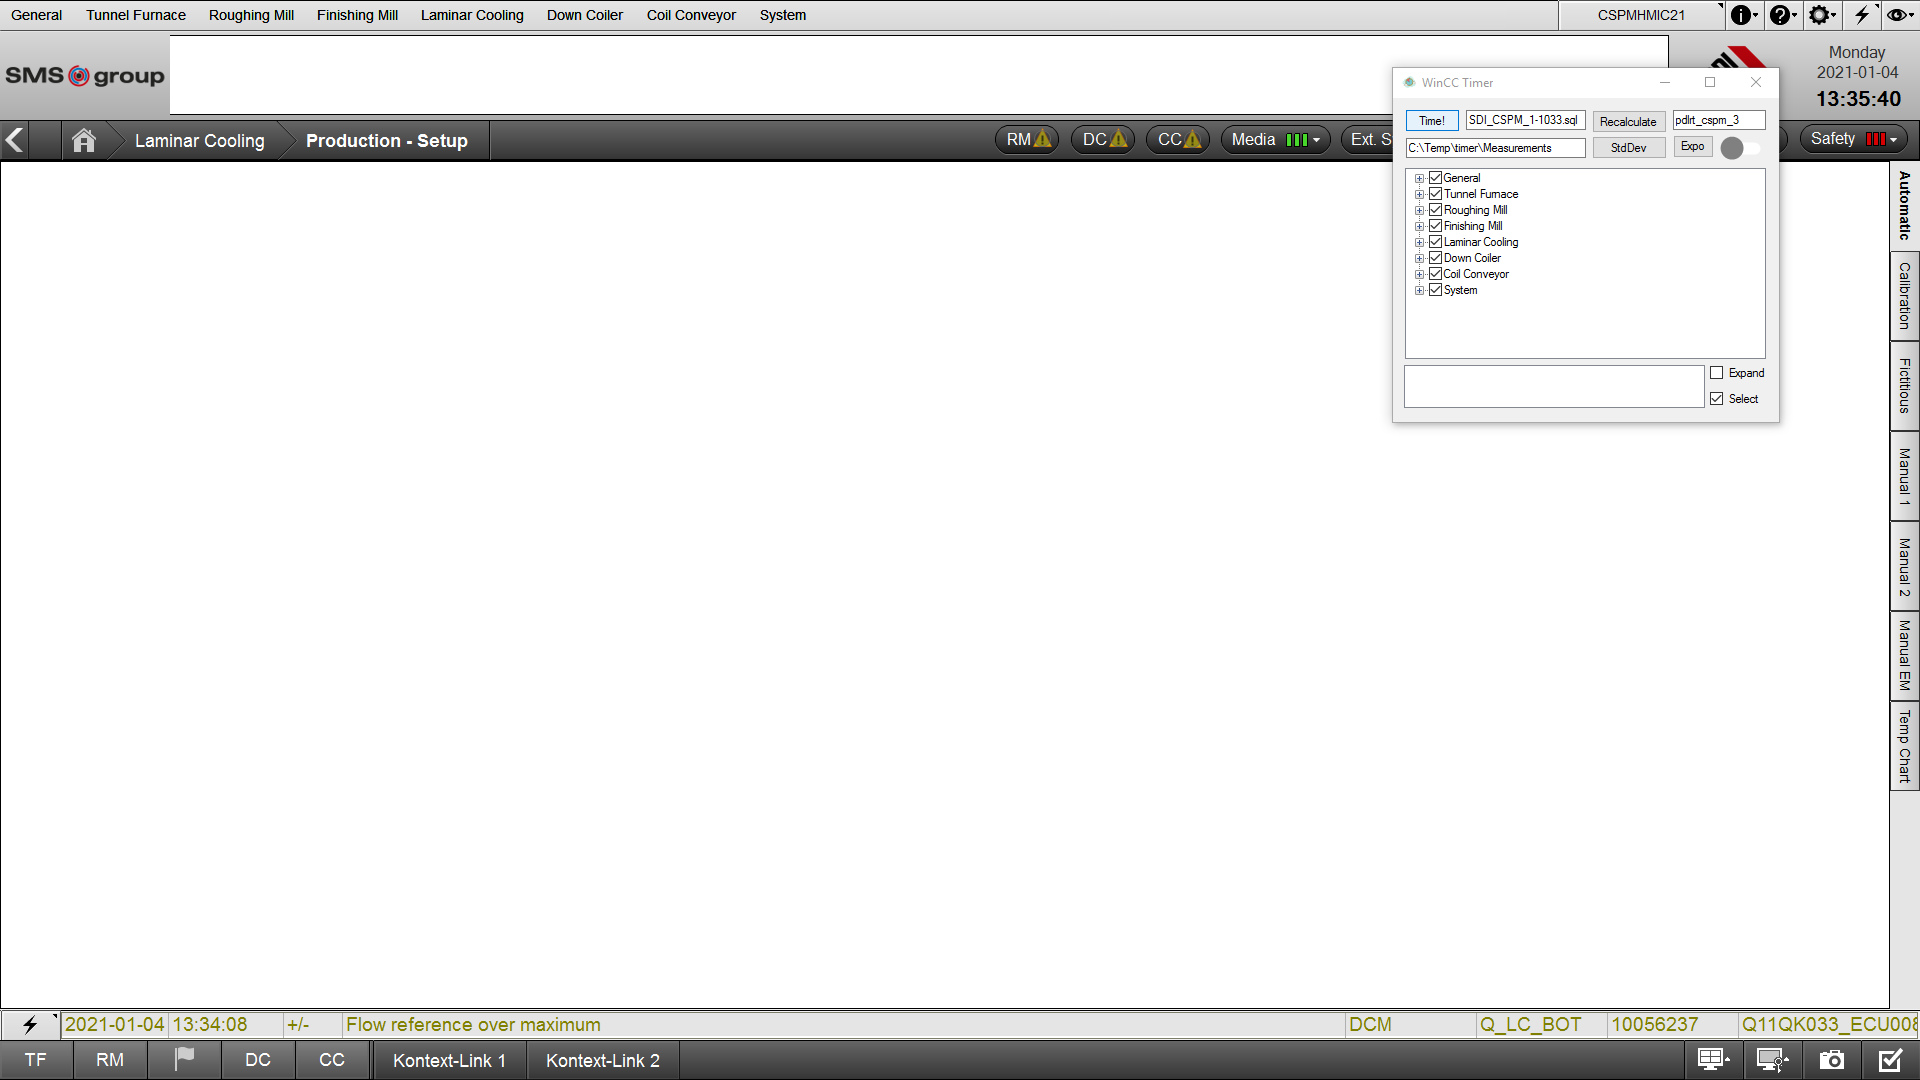 General Tunnel Furnace Roughing Mill Finishing Mill Laminar Cooling Down Coiler Coil Conveyor System CSPMHMIC21
SMS group
Monday
2021-01-04
13:35:40
Laminar Cooling Production - Setup RM DC CC Media Ext. S Safety
WinCC Timer
Time! SDI_CSPM_1-1033.sql Recalculate pdlrt_cspm_3
C:\Temp\timer\Measurements StdDev Expo
General
Tunnel Furnace
Roughing Mill
Finishing Mill
Laminar Cooling
Down Coiler
Coil Conveyor
System
Expand
Select
Automatic
Calibration
Fictitious
Manual 1
Manual 2
Manual EM
Temp Chart
2021-01-04 13:34:08 +/- Flow reference over maximum DCM Q_LC_BOT 10056237 Q11QK033_ECU008
TF RM DC CC Kontext-Link 1 Kontext-Link 2